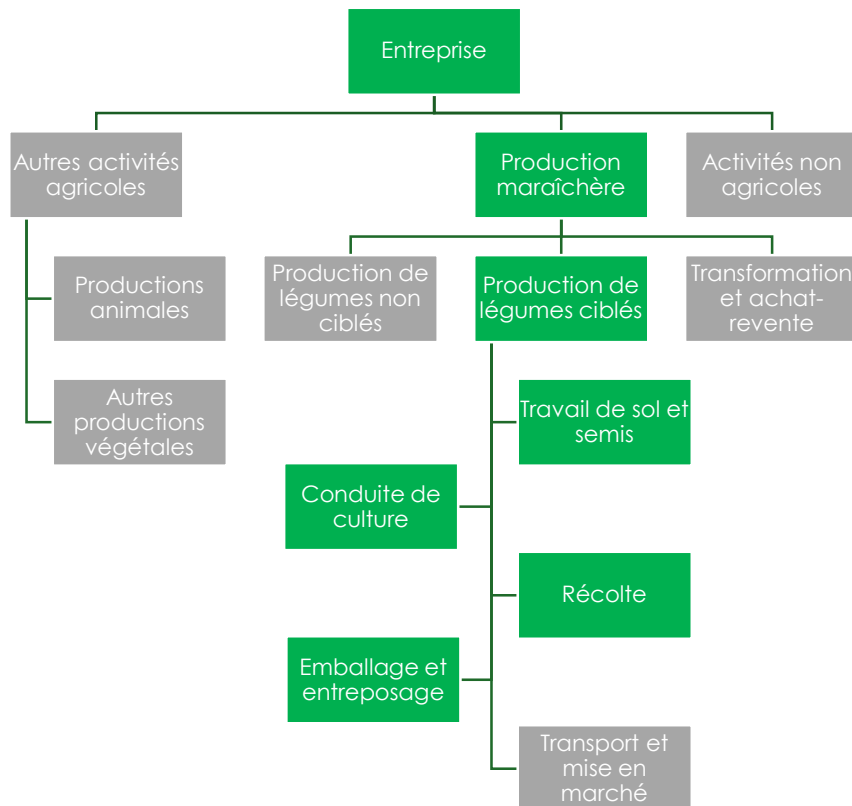 Entreprise
Autres activités
agricoles
Production
maraîchère
Activités non
agricoles
Productions
animales
Production de
légumes non
ciblés
Production de
légumes ciblés
Transformation
et achat-
revente
Autres
productions
végétales
Travail de sol et
semis
Conduite de
culture
Récolte
Emballage et
entreposage
Transport et
mise en
marché